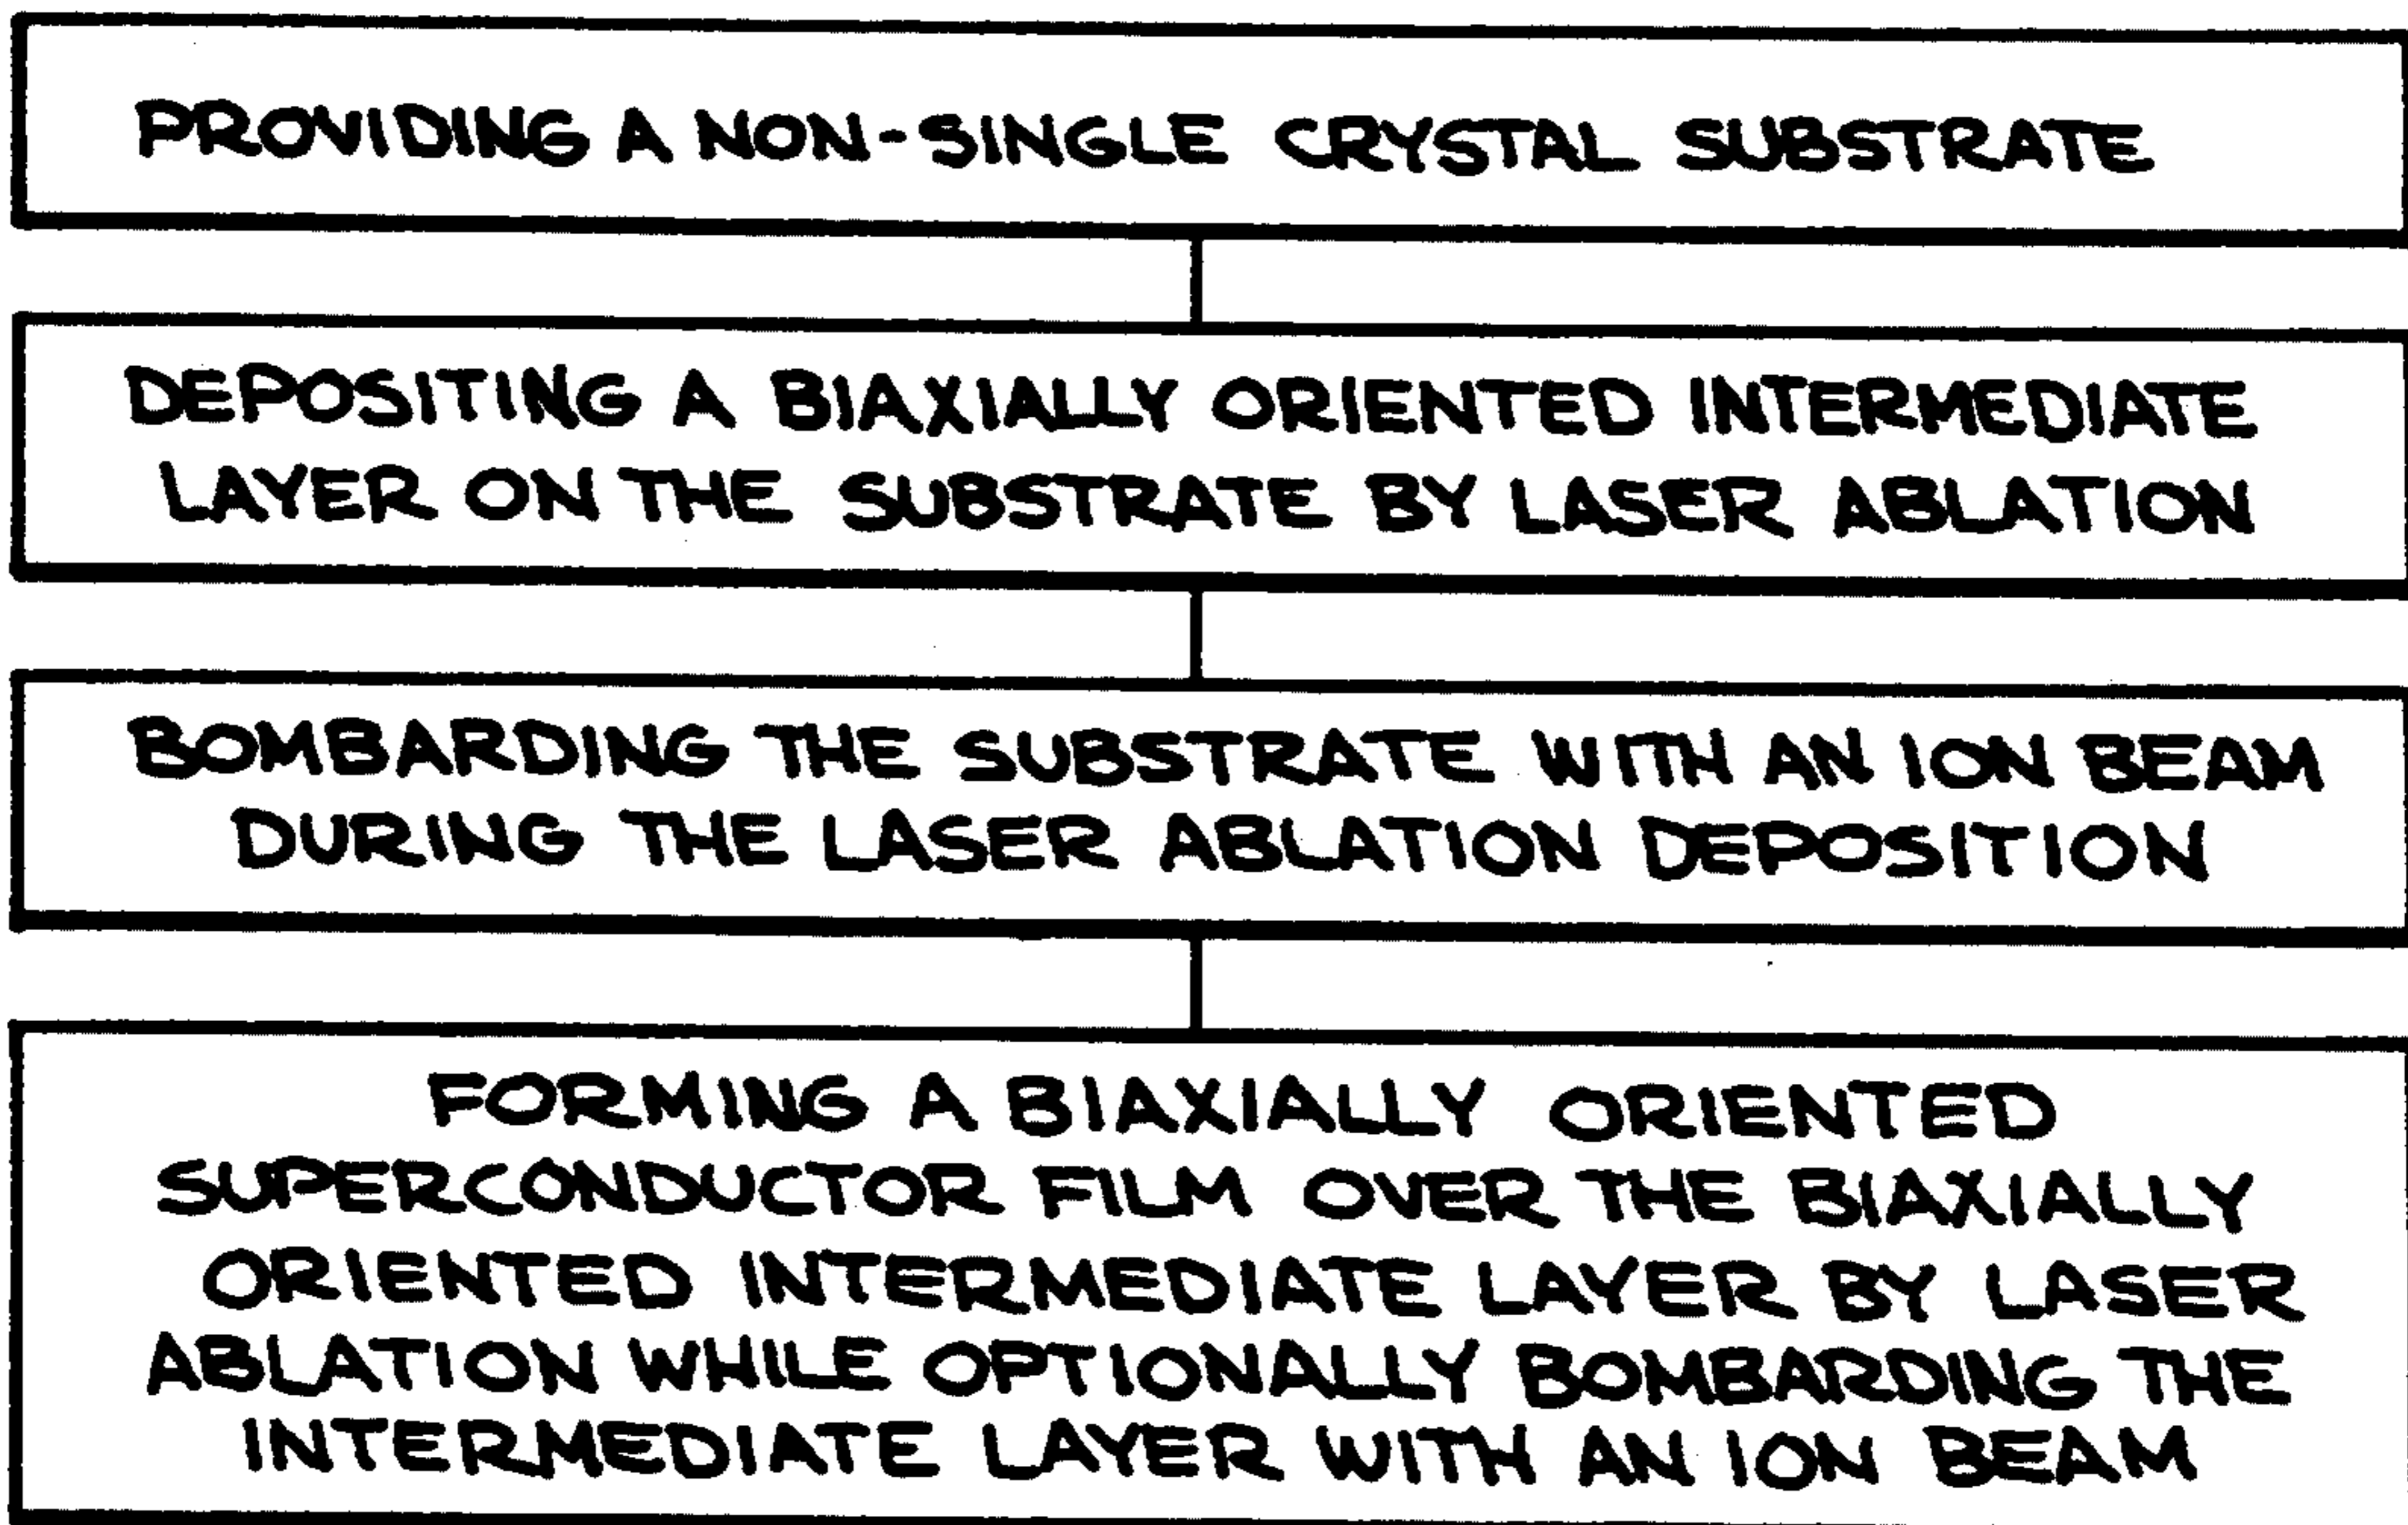 PROVIDING A NON-SINGLE CRYSTAL SUBSTRATE
DEPOSITING A BIAXIALLY ORIENTED INTERMEDIATE
LAYER ON THE SUBSTRATE BY LASER ABLATION
BOMBARDING THE SUBSTRATE WITH AN ION BEAM
DURING THE LASER ABLATION DEPOSITION
FORMING A BIAXIALLY ORIENTED
SUPERCONDUCTOR FILM OVER THE BIAXIALLY
ORIENTED INTERMEDIATE LAYER BY LASER
ABLATION WHILE OPTIONALLY BOMBARDING THE
INTERMEDIATE LAYER WITH AN ION BEAM